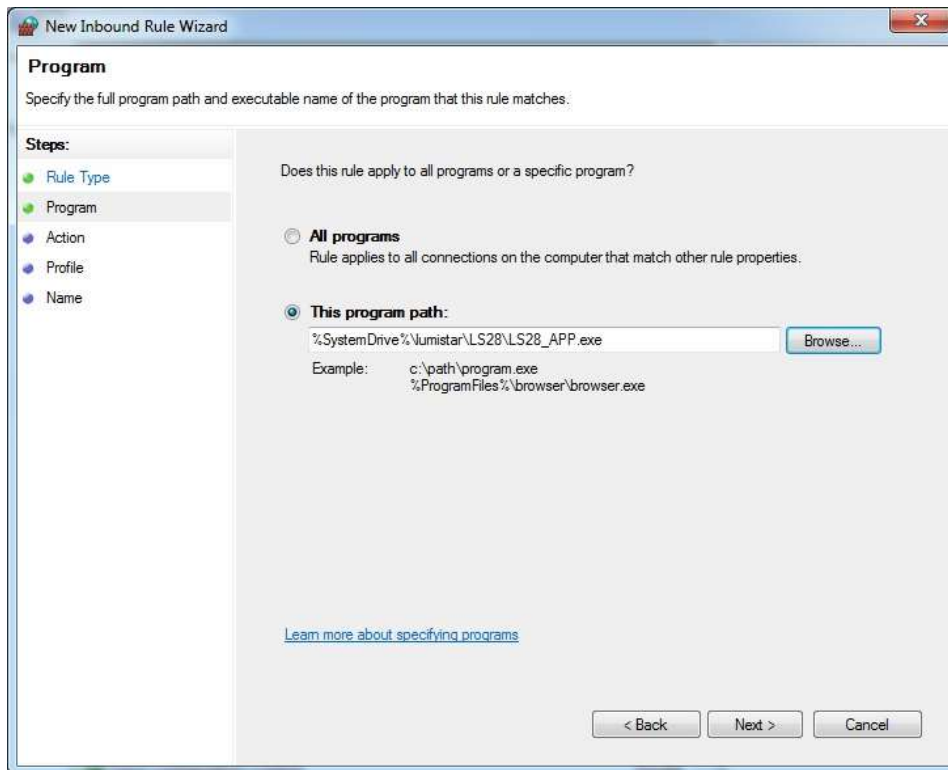 New Inbound Rule Wizard
Program
Specify the full program path and executable name of the program that this rule matches.
Steps:
Rule Type
Program
Action
Profile
Name
Does this rule apply to all programs or a specific program?
All programs
Rule applies to all connections on the computer that match other rule properties.
This program path:
%SystemDrive%\lumistar\LS28\LS28_APP.exe
Browse...
Example: c:\path\program.exe
%ProgramFiles%\browser\browser.exe
Learn more about specifying programs
< Back Next > Cancel